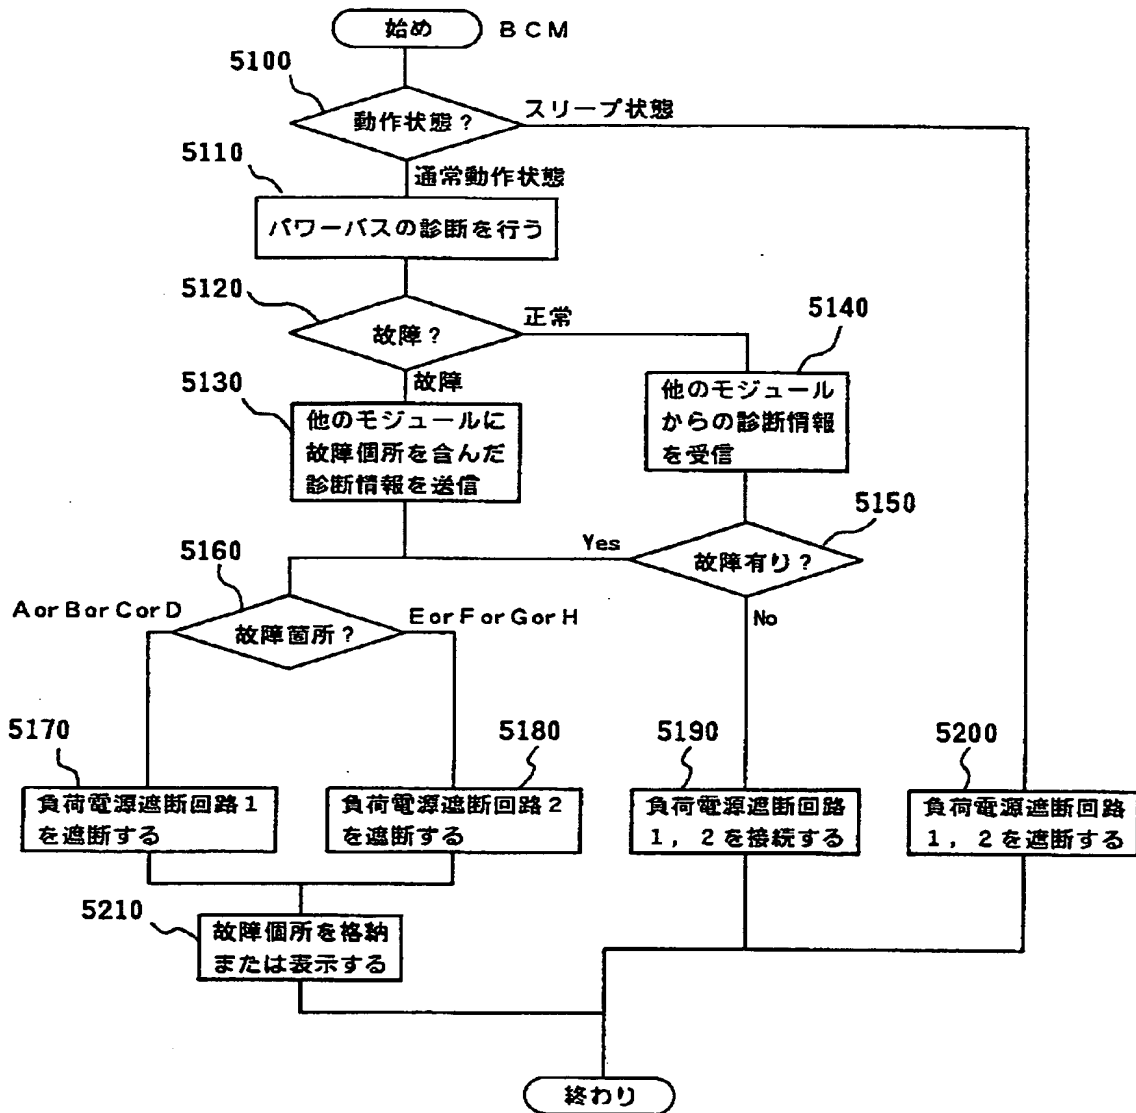 始め BCM
5100
動作状態？
スリープ状態
5110
通常動作状態
パワーバスの診断を行う
5120
故障？
正常
5140
5130
故障
他のモジュールに
故障個所を含んだ
診断情報を送信
他のモジュール
からの診断情報
を受信
5150
故障有り？
Yes
No
5160
AorBorCorD
故障箇所？
EorForGorH
5170
負荷電源遮断回路1
を遮断する
5180
負荷電源遮断回路2
を遮断する
5190
負荷電源遮断回路
1，2を接続する
5200
負荷電源遮断回路
1，2を遮断する
5210
故障個所を格納
または表示する
終わり